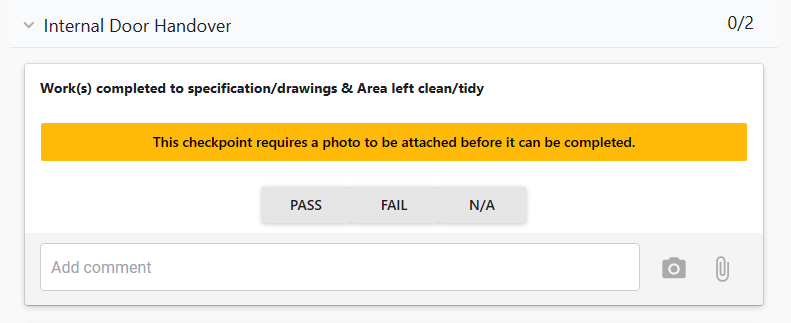 Internal Door Handover 0/2
Work(s) completed to specification/drawings & Area left clean/tidy
This checkpoint requires a photo to be attached before it can be completed.
PASS FAIL N/A
Add comment